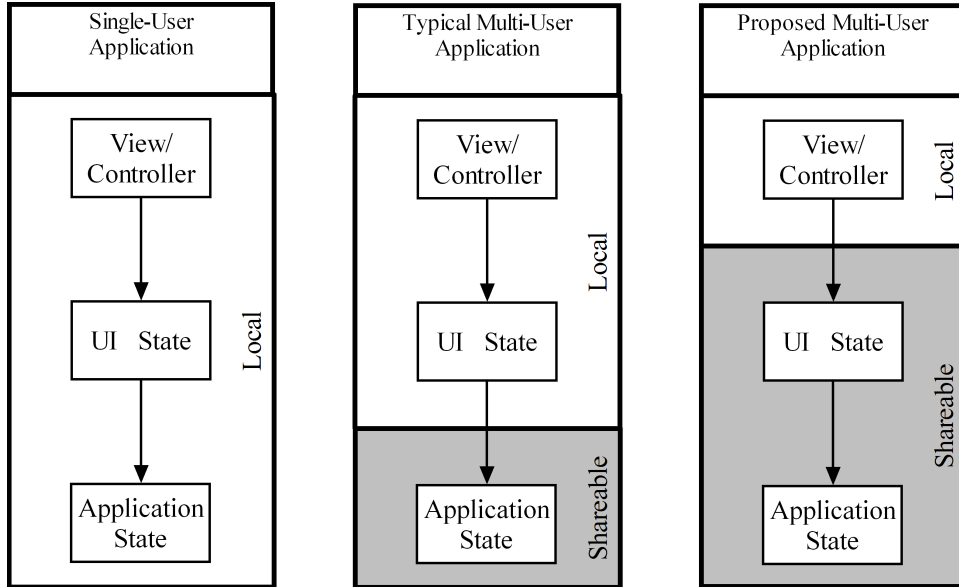 Single-User
Application
View/
Controller
UI State
Local
Application
State
Typical Multi-User
Application
View/
Controller
Local
UI State
Application
State
Shareable
Proposed Multi-User
Application
View/
Controller
Local
UI State
Shareable
Application
State